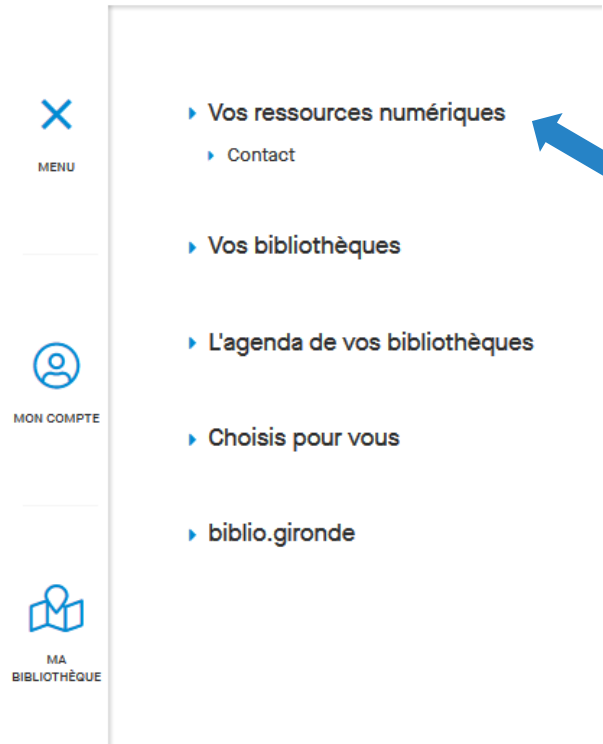 MENU
MON COMPTE
MA
BIBLIOTHÈQUE
Vos ressources numériques
Contact
Vos bibliothèques
L'agenda de vos bibliothèques
Choisis pour vous
biblio.gironde